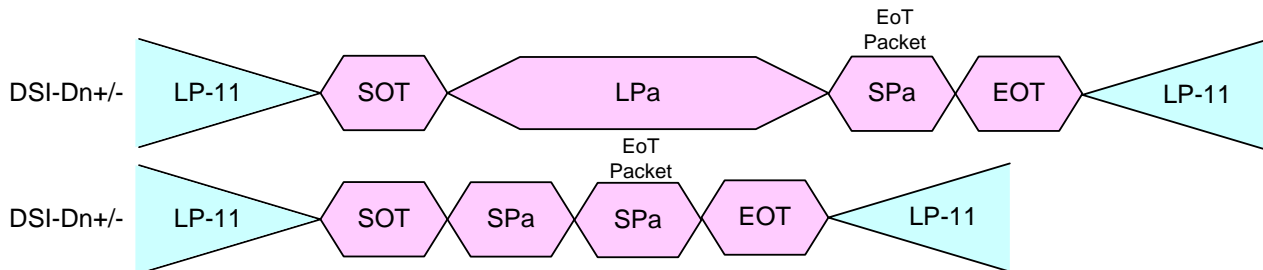 EoT
Packet
DSI-Dn+/- LP-11 SOT LPa SPa EOT LP-11
EoT
Packet
DSI-Dn+/- LP-11 SOT SPa SPa EOT LP-11